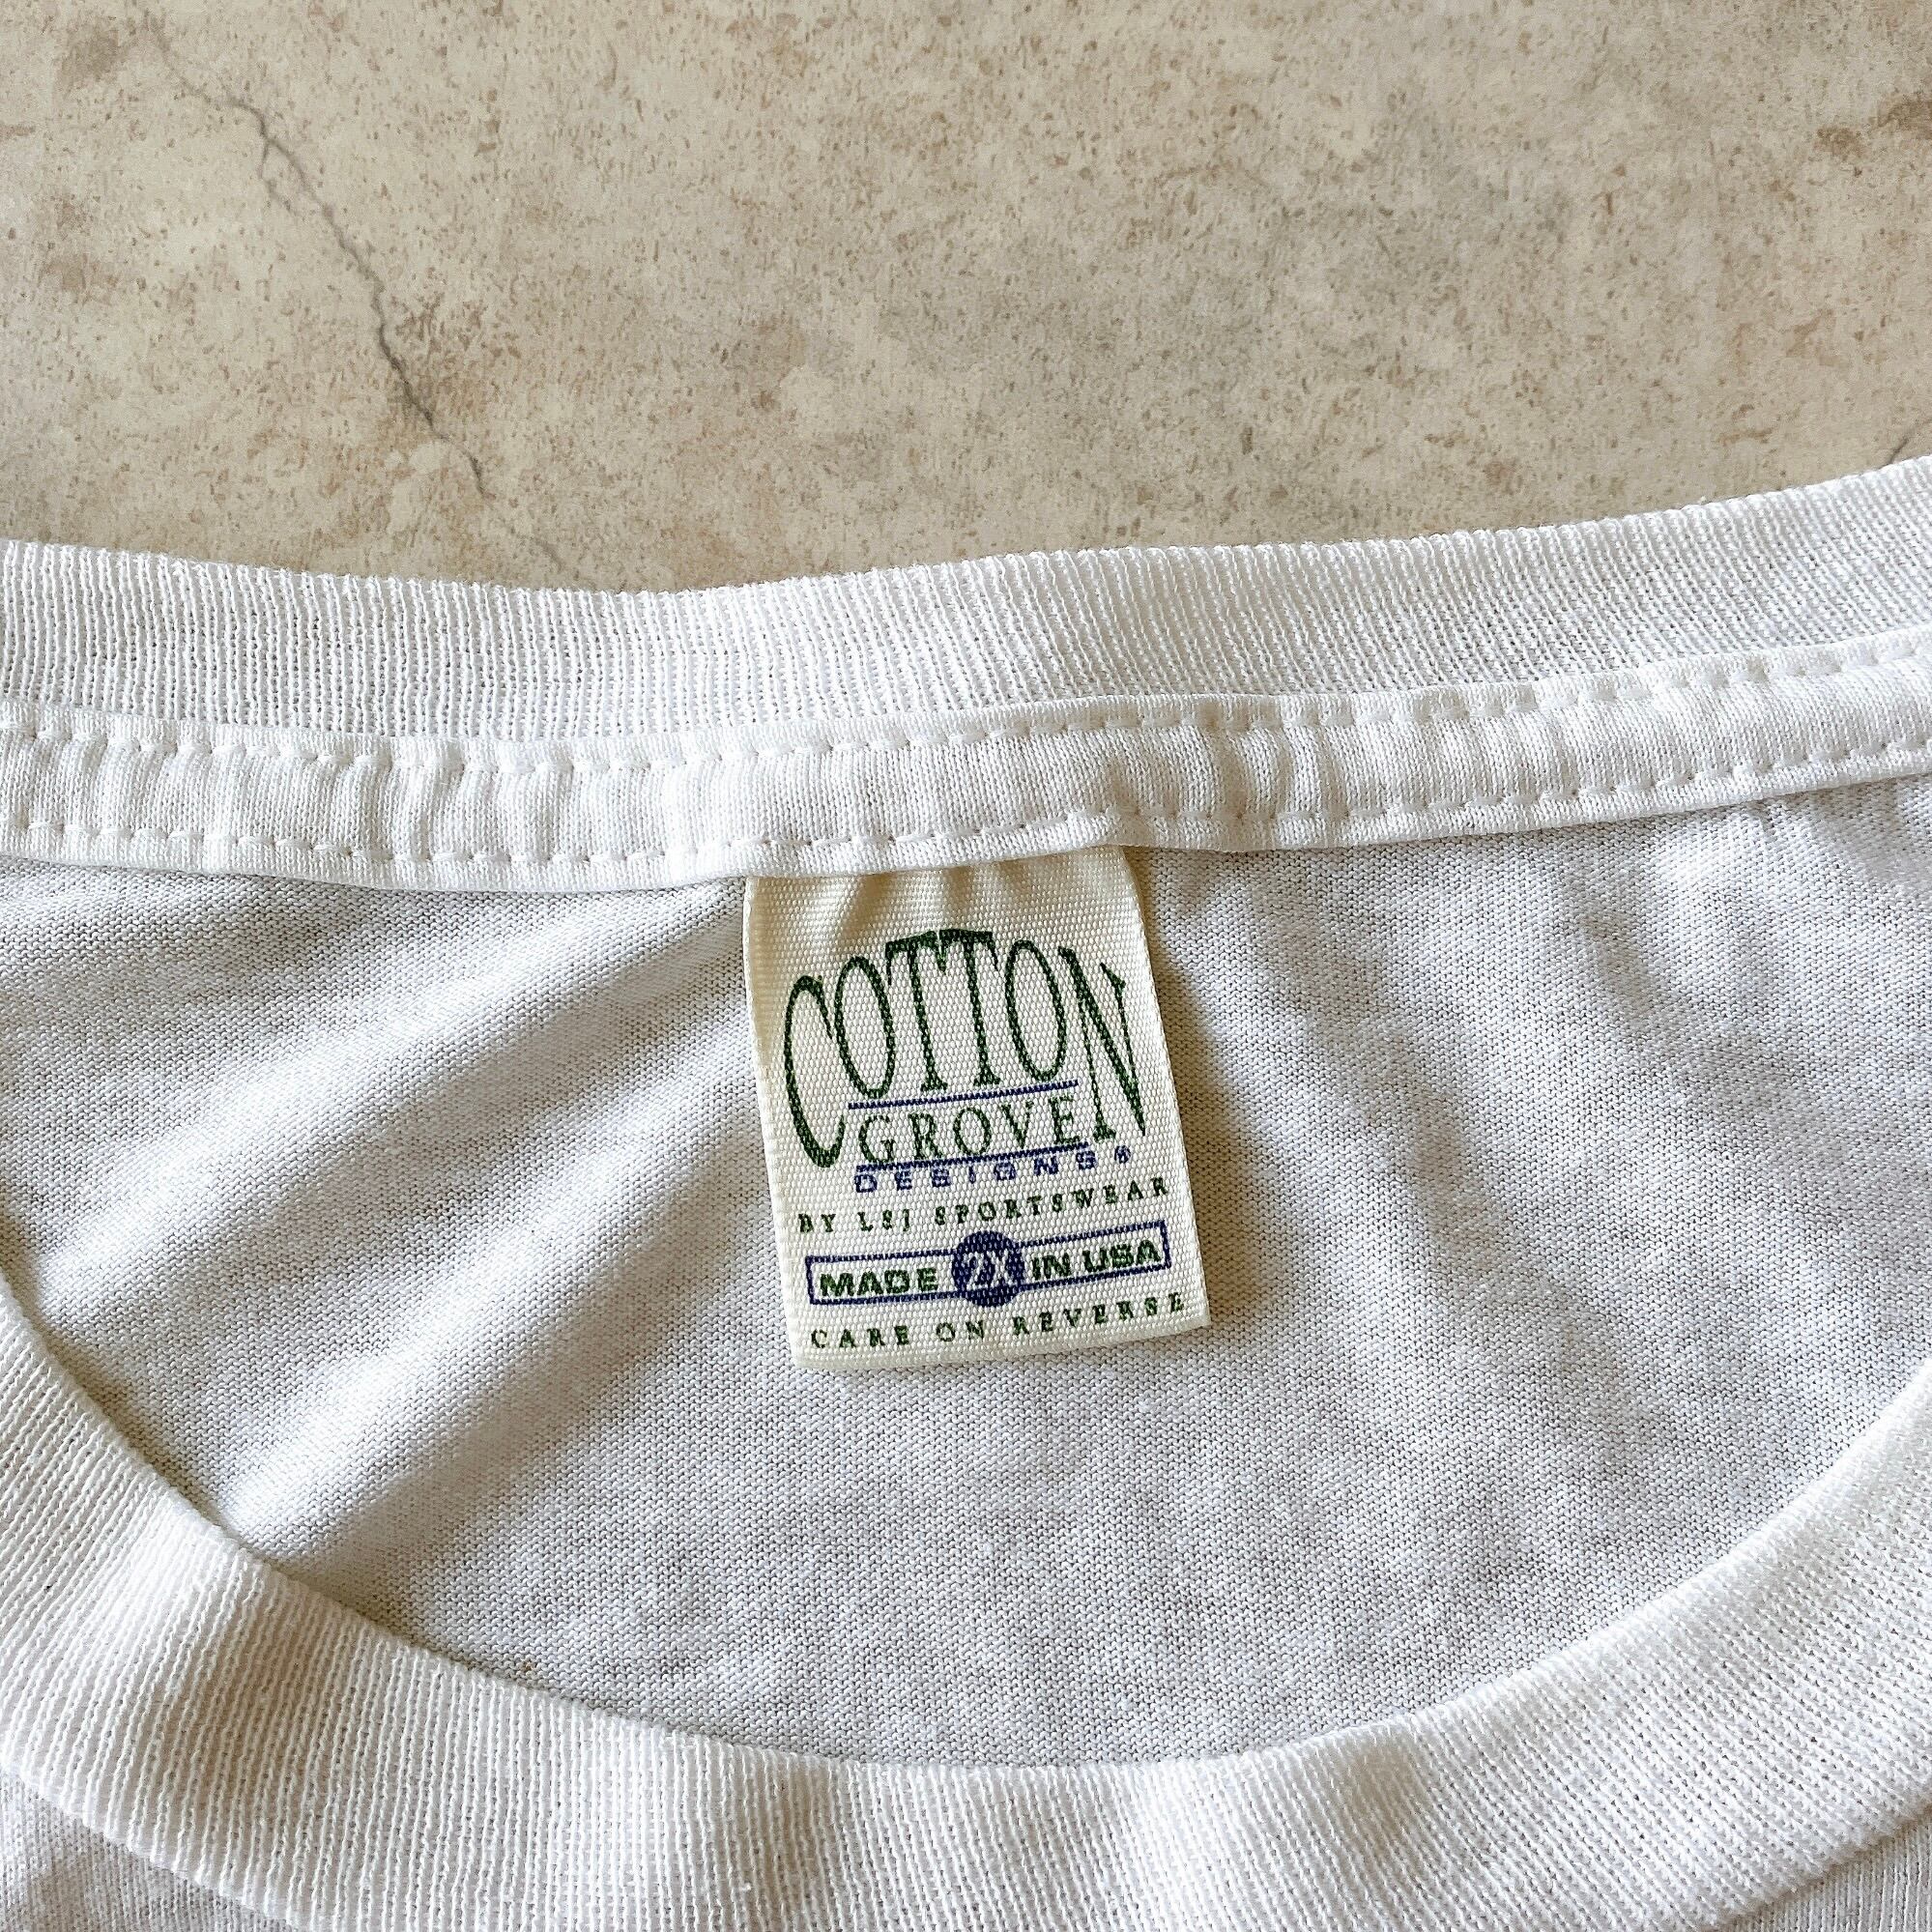 COTTON
GROVE
DESIGNS®
BY LSJ SPORTSWEAR
MADE 2X IN USA
CARE ON REVERSE